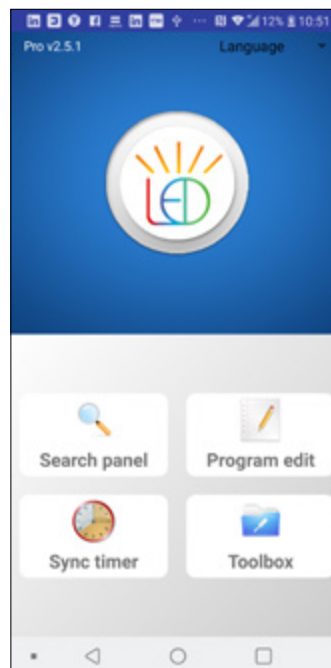 12% 10:51
Pro v2.5.1 Language
LED
Search panel Program edit
Sync timer Toolbox